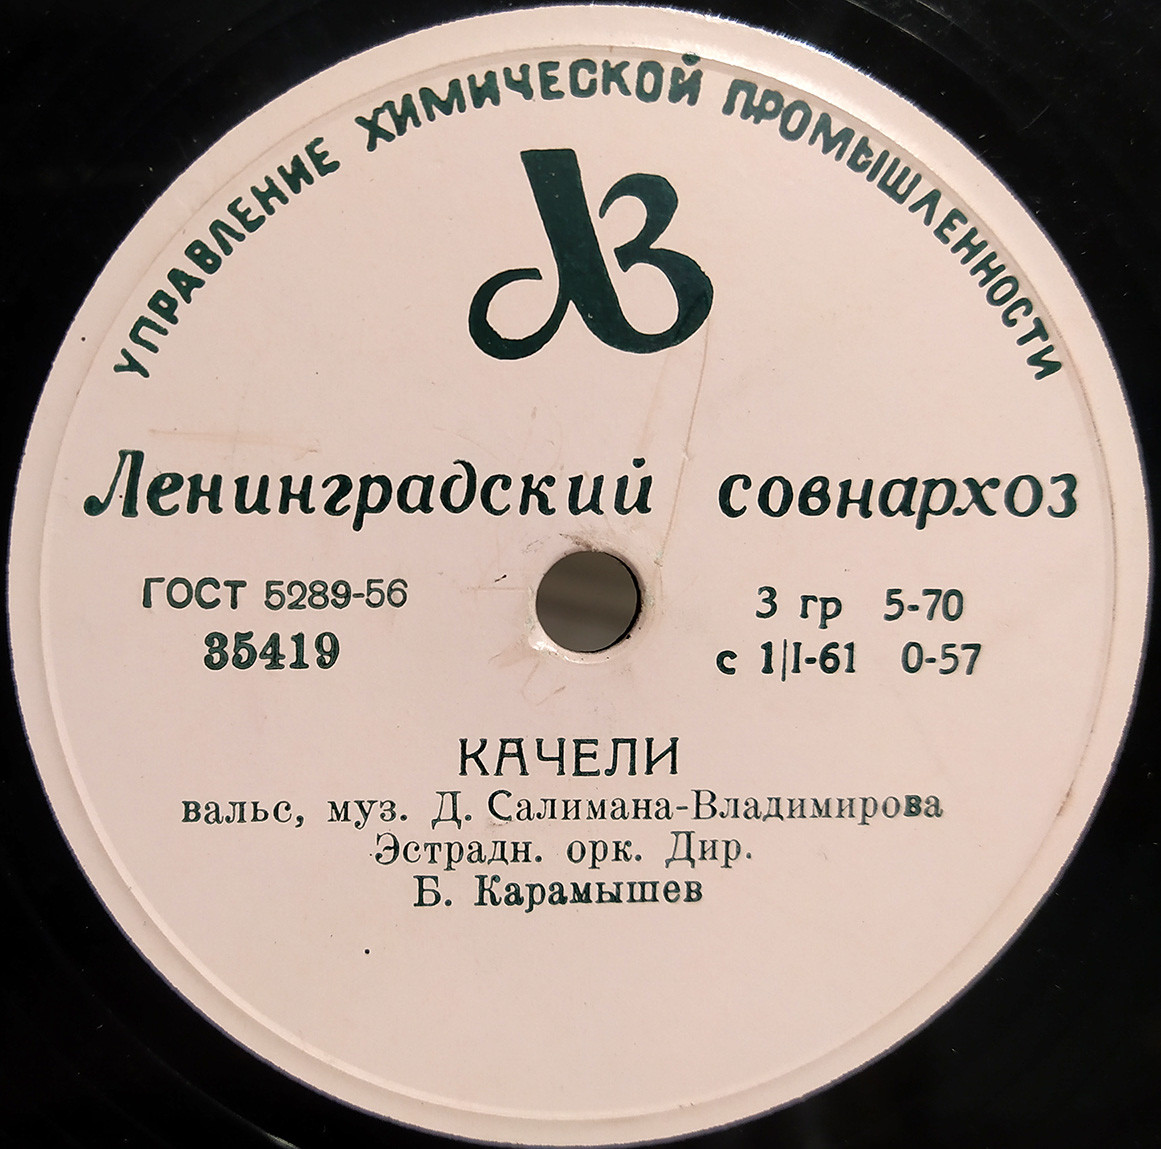 УПРАВЛЕНИЕ ХИМИЧЕСКОЙ ПРОМЫШЛЕННОСТИ
ЛВ
Ленинградский совнархоз
ГОСТ 5289-56
35419
3 гр 5-70
с 1|I-61 0-57
КАЧЕЛИ
вальс, муз. Д. Салимана-Владимирова
Эстрадн. орк. Дир.
Б. Карамышев